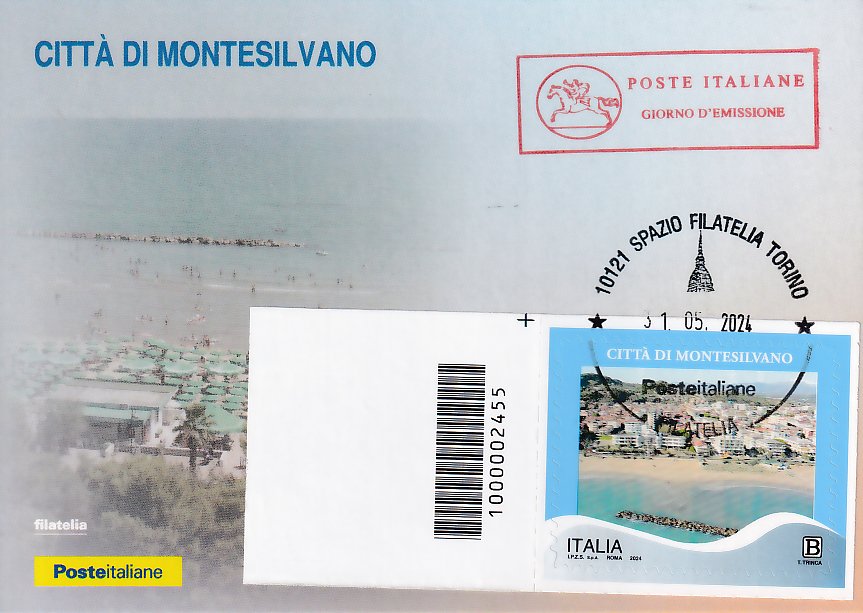 CITTÀ DI MONTESILVANO
POSTE ITALIANE
GIORNO D'EMISSIONE
10121 SPAZIO FILATELIA TORINO
31. 05. 2024
CITTÀ DI MONTESILVANO
Posteitaliane
FILATELIA
1000002455
ITALIA
I.P.Z.S. S.p.A. ROMA 2024
B
T. TRINCA
filatelia
Posteitaliane